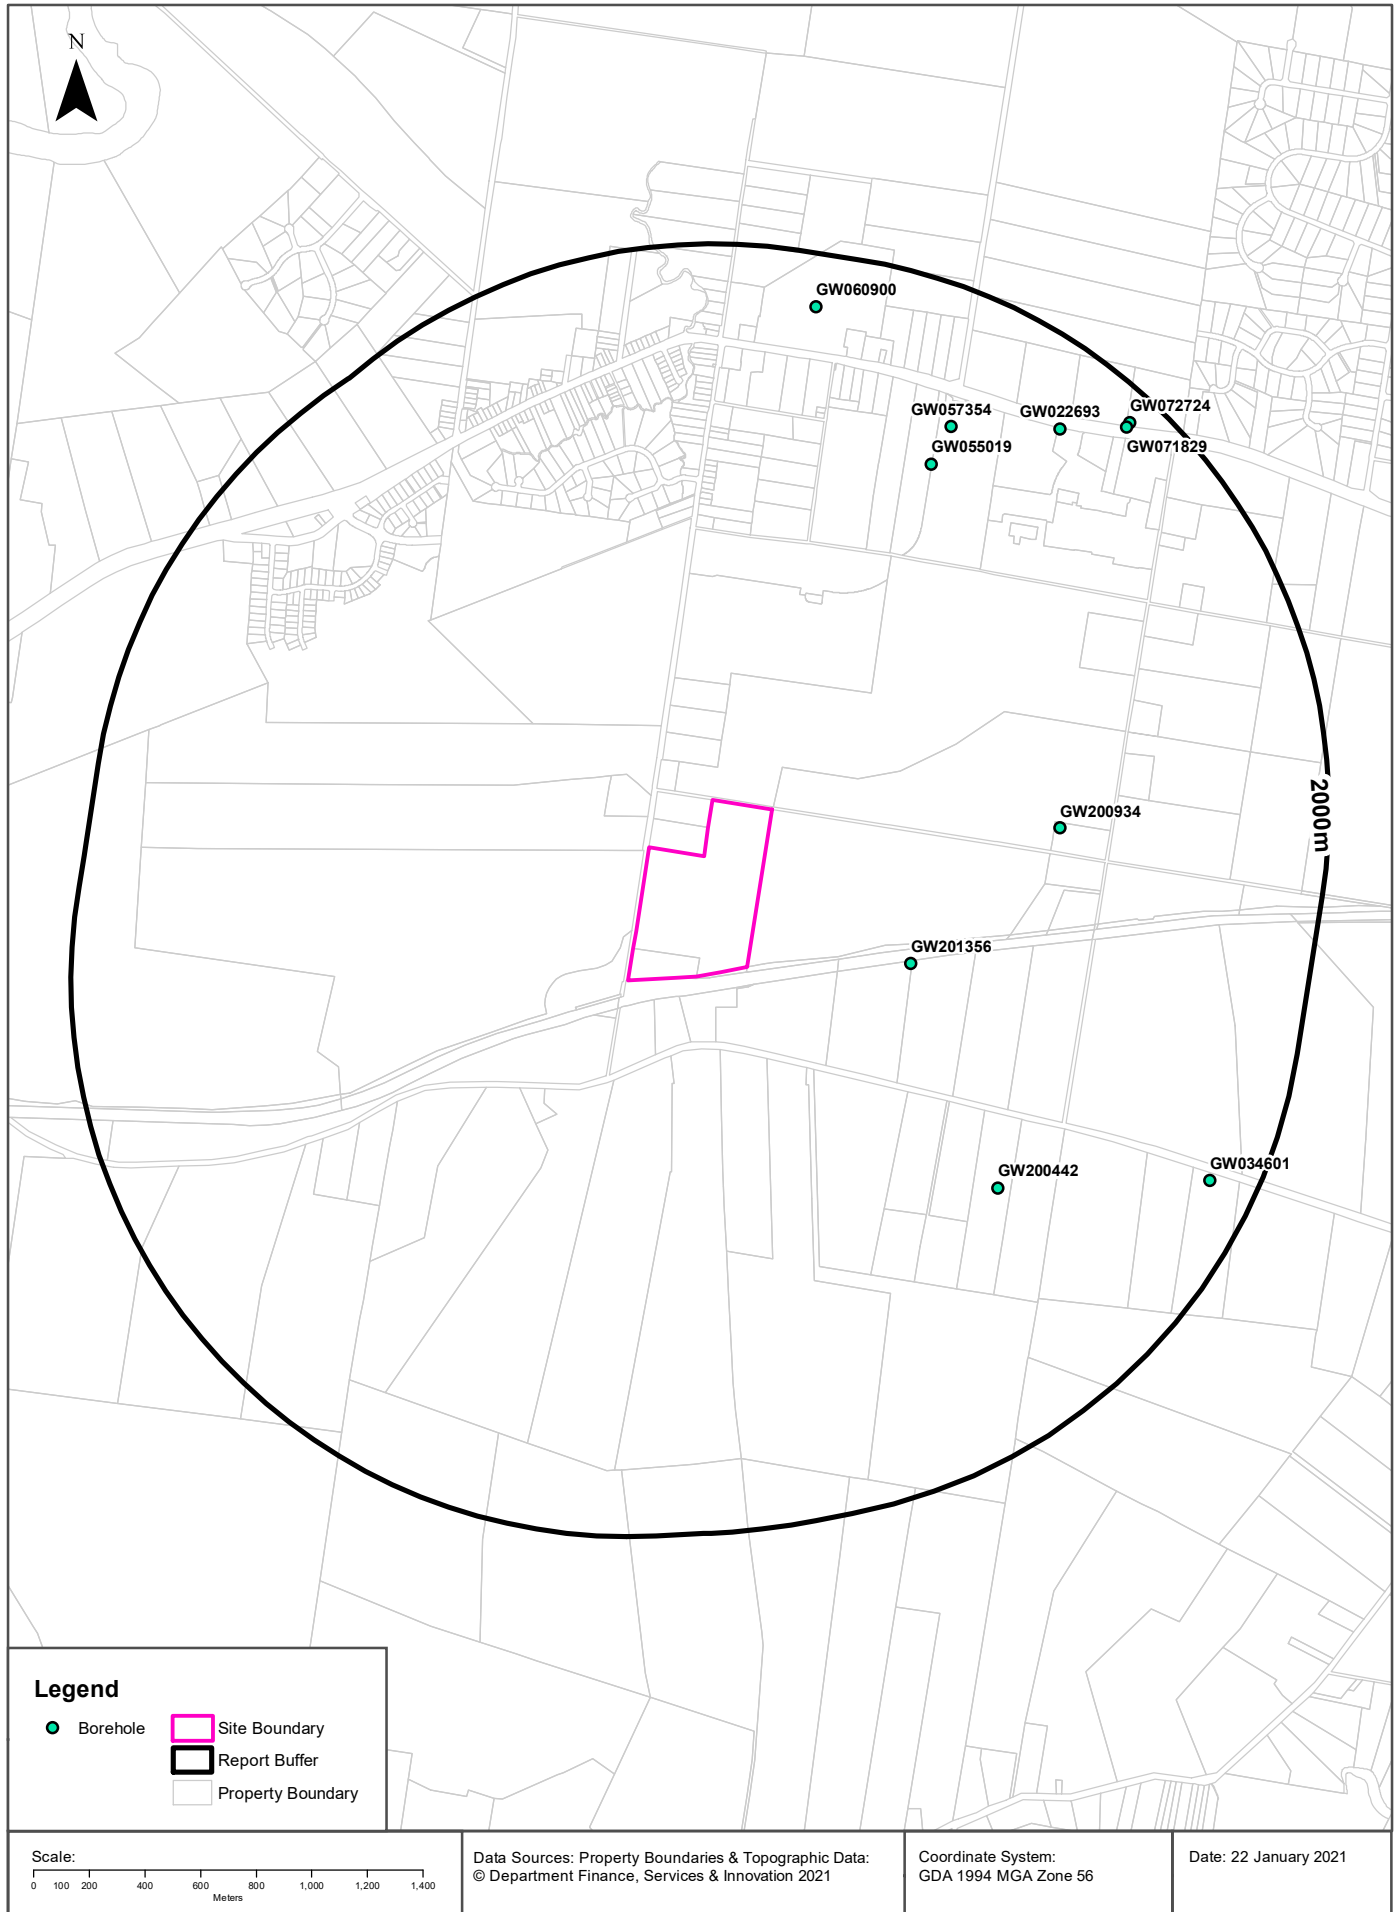 N
GW060900
GW057354
GW022693
GW072724
GW071829
GW055019
2000m
GW200934
GW201356
GW200442
GW034601
Legend
Borehole
Site Boundary
Report Buffer
Property Boundary
Scale:
0 100 200 400 600 800 1,000 1,200 1,400
Meters
Data Sources: Property Boundaries & Topographic Data:
© Department Finance, Services & Innovation 2021
Coordinate System:
GDA 1994 MGA Zone 56
Date: 22 January 2021